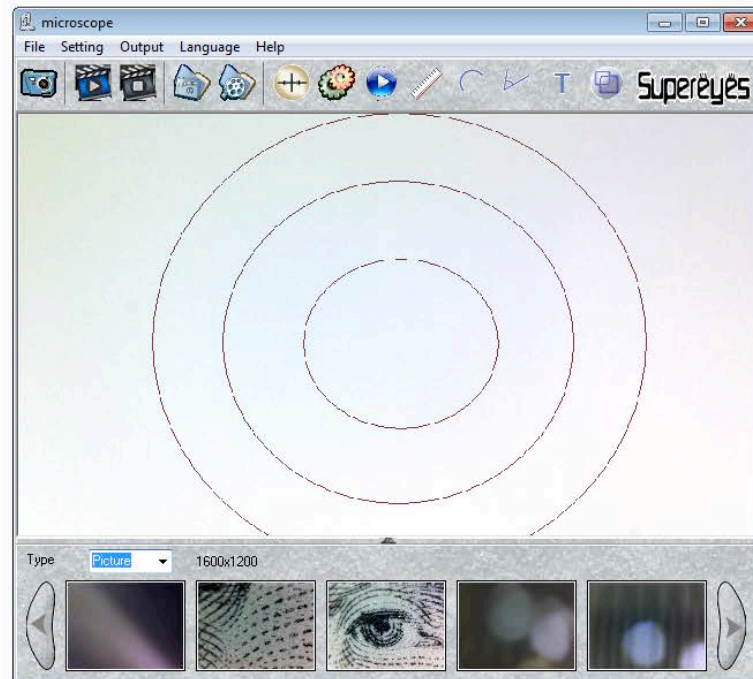 microscope
File Setting Output Language Help
T Supereyes
Type Picture 1600x1200